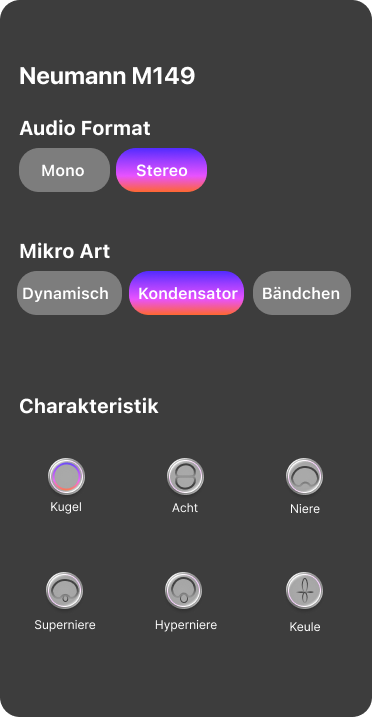 Neumann M149
Audio Format
Mono Stereo
Mikro Art
Dynamisch Kondensator Bändchen
Charakteristik
Kugel Acht Niere
Superniere Hyperniere Keule